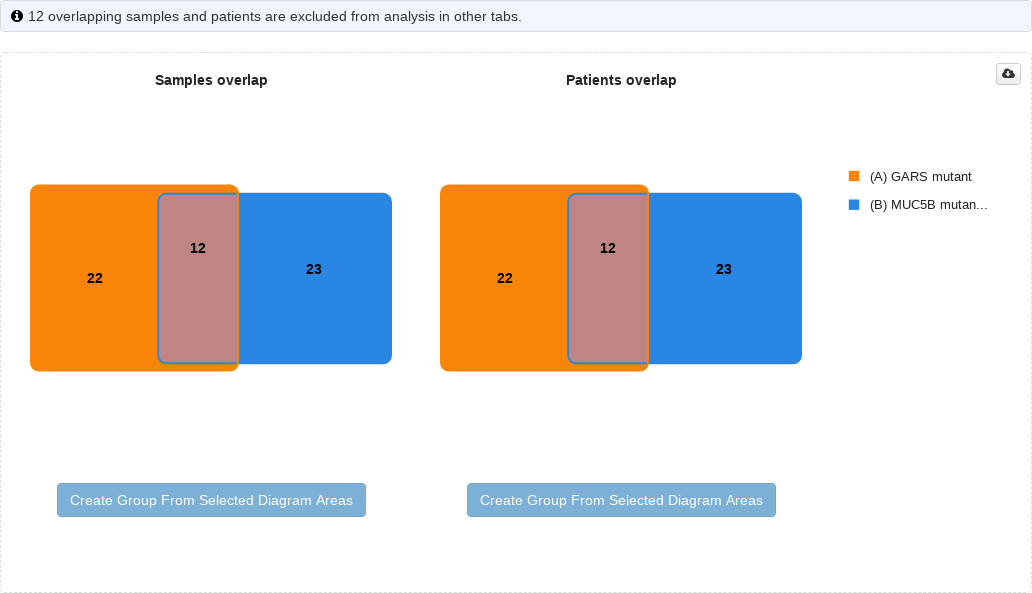 12 overlapping samples and patients are excluded from analysis in other tabs.
Samples overlap
Patients overlap
(A) GARS mutant
(B) MUC5B mutan...
22
12
23
22
12
23
Create Group From Selected Diagram Areas
Create Group From Selected Diagram Areas